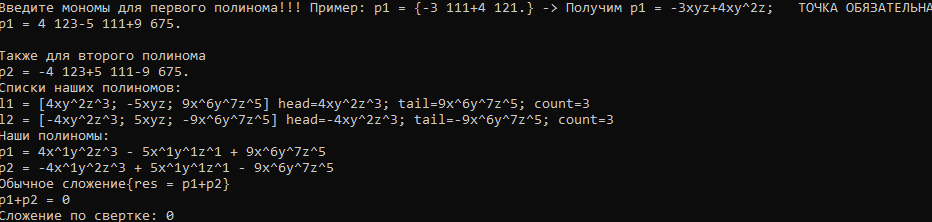 Введите мономы для первого полинома!!! Пример: p1 = {-3 111+4 121.} -> Получим p1 = -3xyz+4xy^2z;   ТОЧКА ОБЯЗАТЕЛЬНА
p1 = 4 123-5 111+9 675.
Также для второго полинома
p2 = -4 123+5 111-9 675.
Списки наших полиномов:
l1 = [4xy^2z^3; -5xyz; 9x^6y^7z^5] head=4xy^2z^3; tail=9x^6y^7z^5; count=3
l2 = [-4xy^2z^3; 5xyz; -9x^6y^7z^5] head=-4xy^2z^3; tail=-9x^6y^7z^5; count=3
Наши полиномы:
p1 = 4x^1y^2z^3 - 5x^1y^1z^1 + 9x^6y^7z^5
p2 = -4x^1y^2z^3 + 5x^1y^1z^1 - 9x^6y^7z^5
Обычное сложение{res = p1+p2}
p1+p2 = 0
Сложение по свертке: 0